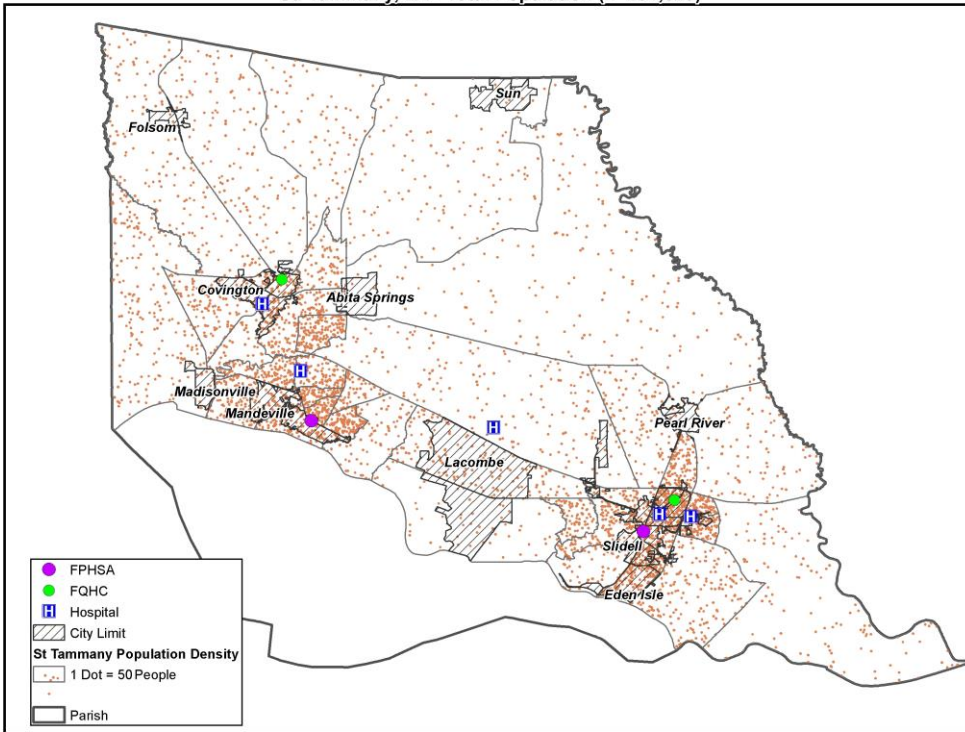 Sun
Folsom
Covington
H
Abita Springs
H
Madisonville
Mandeville
Pearl River
H
Lacombe
H
H
Slidell
Eden Isle
FPHSA
FQHC
H Hospital
City Limit
St Tammany Population Density
1 Dot = 50 People
Parish